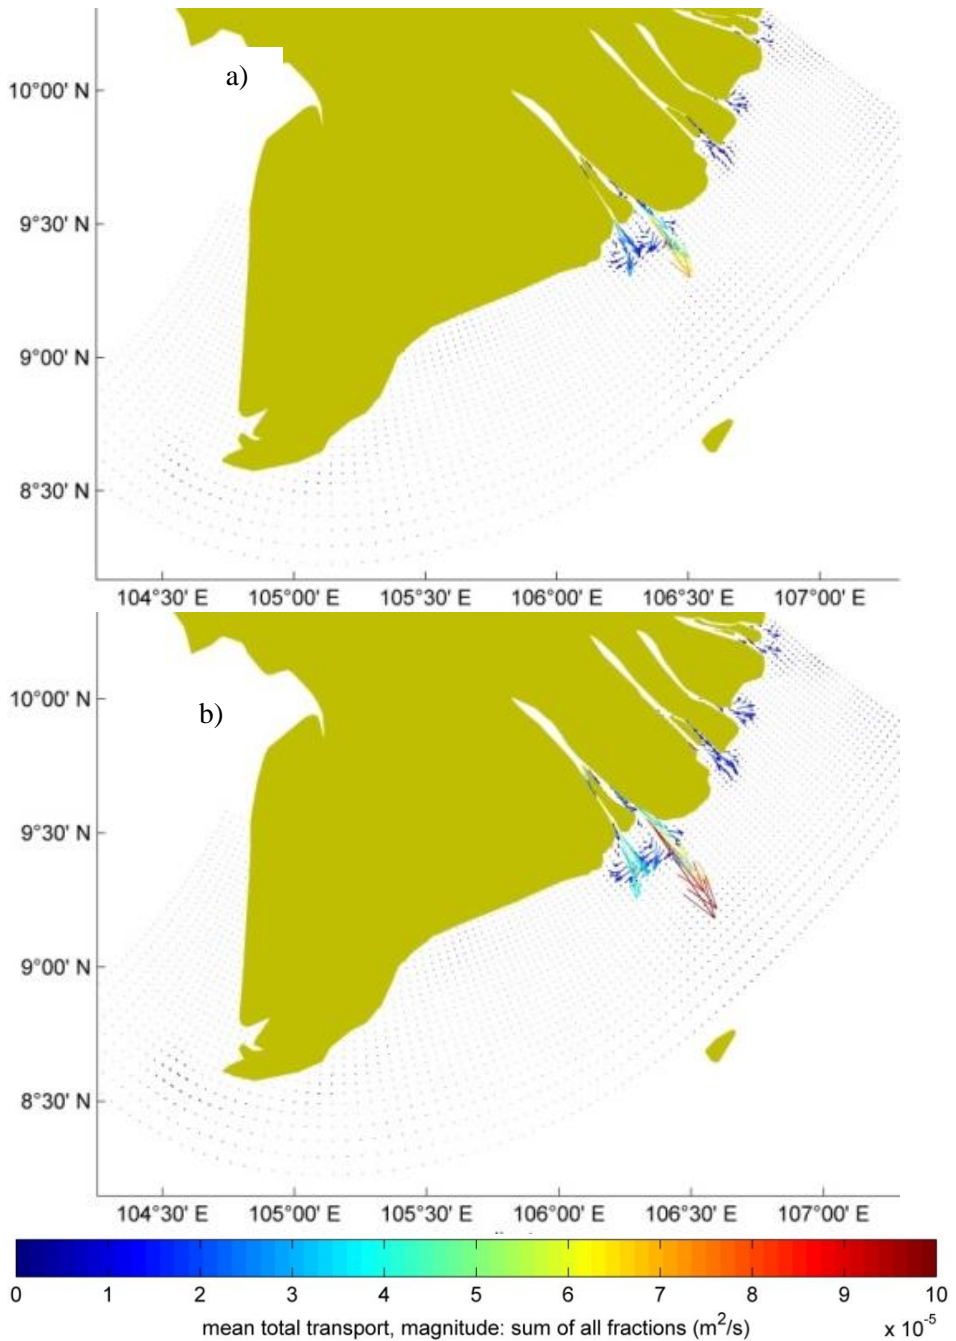 a)
10°00' N
9°30' N
9°00' N
8°30' N
104°30' E 105°00' E 105°30' E 106°00' E 106°30' E 107°00' E
b)
10°00' N
9°30' N
9°00' N
8°30' N
104°30' E 105°00' E 105°30' E 106°00' E 106°30' E 107°00' E
0 1 2 3 4 5 6 7 8 9 10
mean total transport, magnitude: sum of all fractions (m²/s) x 10⁻⁵